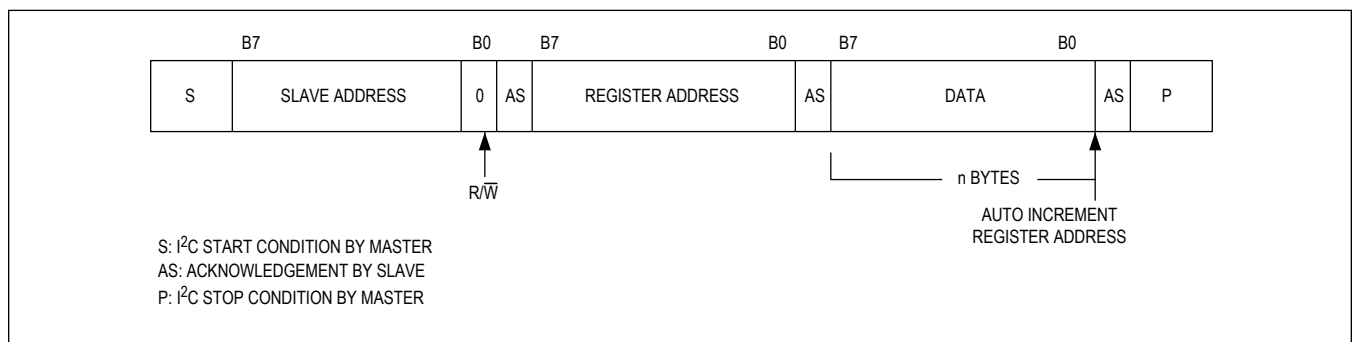 B7 B0 B7 B0 B7 B0
S SLAVE ADDRESS 0 AS REGISTER ADDRESS AS DATA AS P
n BYTES
R/W̅
AUTO INCREMENT
REGISTER ADDRESS
S: I²C START CONDITION BY MASTER
AS: ACKNOWLEDGEMENT BY SLAVE
P: I²C STOP CONDITION BY MASTER